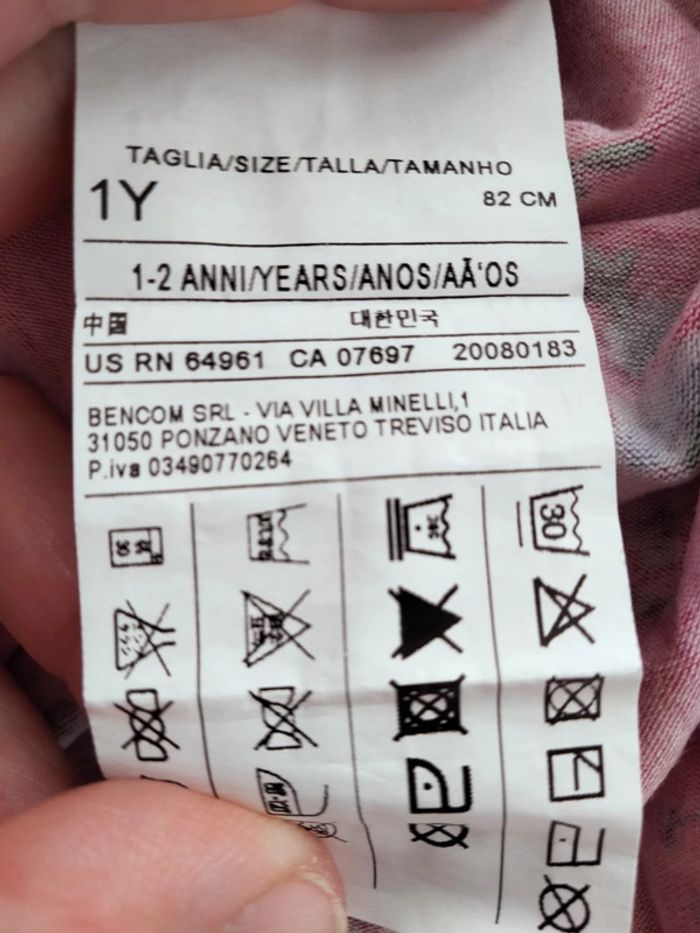 TAGLIA/SIZE/TALLA/TAMANHO
1Y 82 CM
1-2 ANNI/YEARS/ANOS/AÃ‘OS
中国 대한민국
US RN 64961 CA 07697 20080183
BENCOM SRL - VIA VILLA MINELLI,1
31050 PONZANO VENETO TREVISO ITALIA
P.iva 03490770264
30